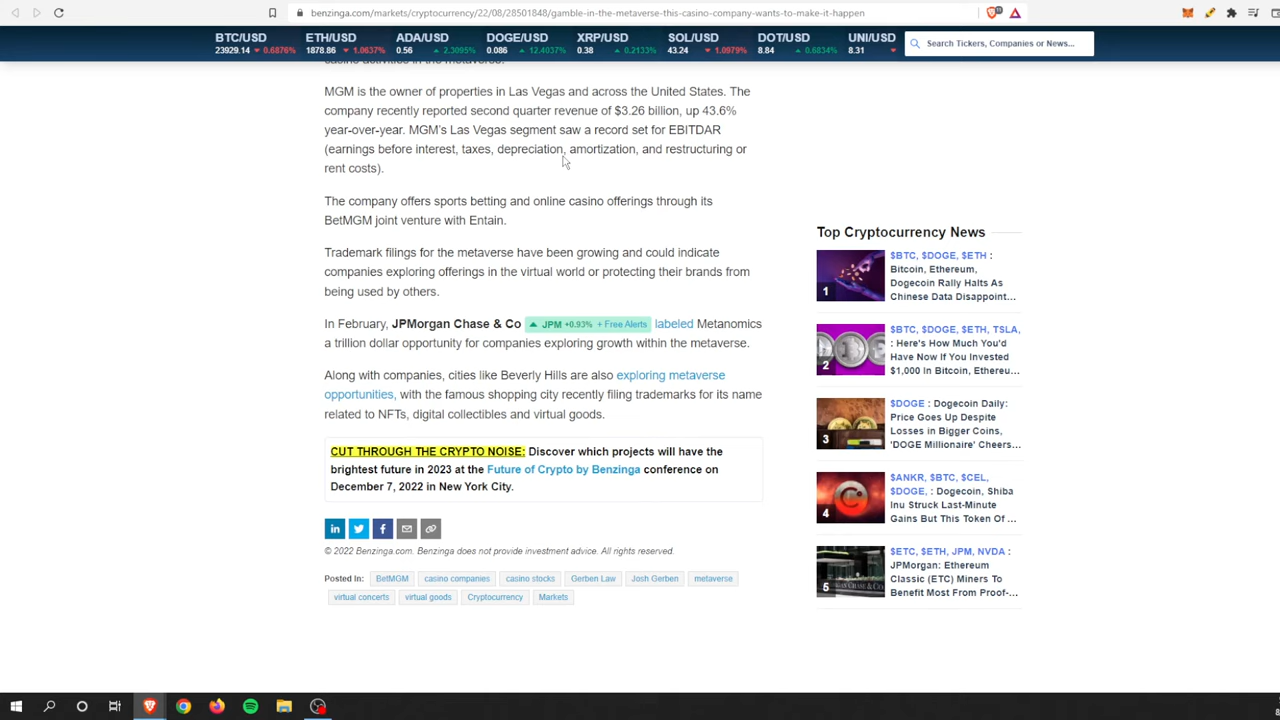 benzinga.com/markets/cryptocurrency/22/08/28501848/gamble-in-the-metaverse-this-casino-company-wants-to-make-it-happen
BTC/USD ETH/USD ADA/USD DOGE/USD XRP/USD SOL/USD DOT/USD UNI/USD
23929.14 0.6876% 1878.86 1.0637% 0.56 2.3095% 0.086 12.4037% 0.38 0.2133% 43.24 1.0979% 8.84 0.6834% 8.31
Search Tickers, Companies or News...
casino activities in the metaverse.
MGM is the owner of properties in Las Vegas and across the United States. The
company recently reported second quarter revenue of $3.26 billion, up 43.6%
year-over-year. MGM's Las Vegas segment saw a record set for EBITDAR
(earnings before interest, taxes, depreciation, amortization, and restructuring or
rent costs).
The company offers sports betting and online casino offerings through its
BetMGM joint venture with Entain.
Trademark filings for the metaverse have been growing and could indicate
companies exploring offerings in the virtual world or protecting their brands from
being used by others.
In February, JPMorgan Chase & Co JPM +0.93% + Free Alerts labeled Metanomics
a trillion dollar opportunity for companies exploring growth within the metaverse.
Along with companies, cities like Beverly Hills are also exploring metaverse
opportunities, with the famous shopping city recently filing trademarks for its name
related to NFTs, digital collectibles and virtual goods.
CUT THROUGH THE CRYPTO NOISE: Discover which projects will have the
brightest future in 2023 at the Future of Crypto by Benzinga conference on
December 7, 2022 in New York City.
© 2022 Benzinga.com. Benzinga does not provide investment advice. All rights reserved.
Posted In: BetMGM casino companies casino stocks Gerben Law Josh Gerben metaverse
virtual concerts virtual goods Cryptocurrency Markets
Top Cryptocurrency News
1
$BTC, $DOGE, $ETH :
Bitcoin, Ethereum,
Dogecoin Rally Halts As
Chinese Data Disappoint...
2
$BTC, $DOGE, $ETH, TSLA,
: Here's How Much You'd
Have Now If You Invested
$1,000 In Bitcoin, Ethereu...
3
$DOGE : Dogecoin Daily:
Price Goes Up Despite
Losses in Bigger Coins,
'DOGE Millionaire' Cheers...
4
$ANKR, $BTC, $CEL,
$DOGE, : Dogecoin, Shiba
Inu Struck Last-Minute
Gains But This Token Of ...
5
$ETC, $ETH, JPM, NVDA :
JPMorgan: Ethereum
Classic (ETC) Miners To
Benefit Most From Proof-...